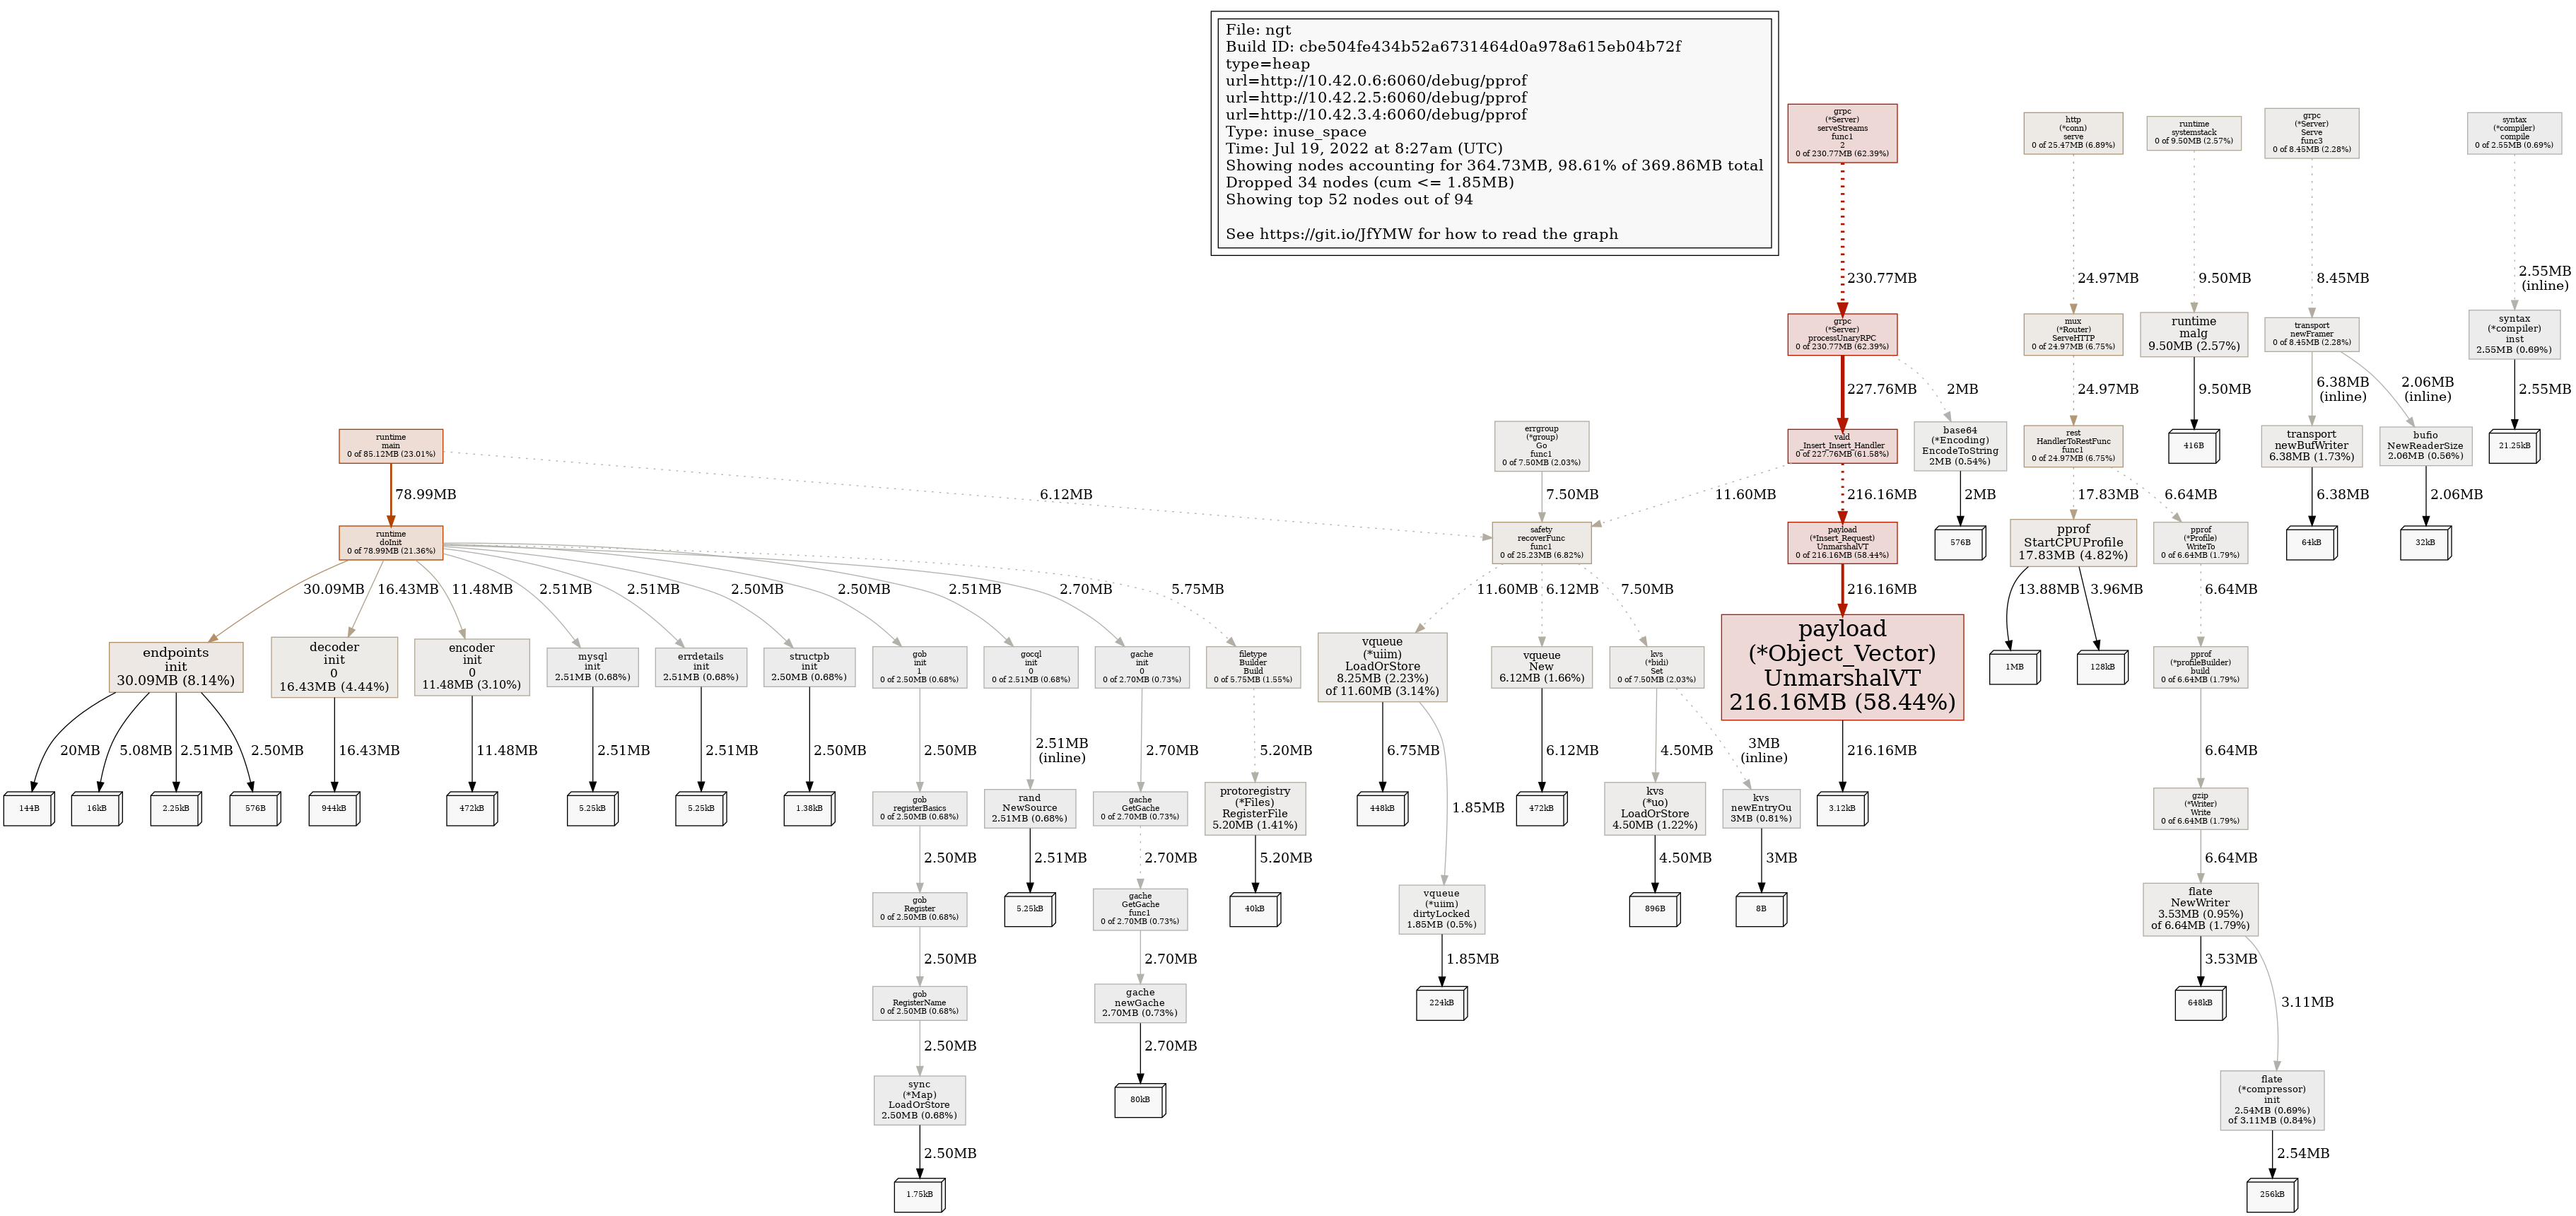 File: ngt
Build ID: cbe504fe434b52a6731464d0a978a615eb04b72f
type=heap
url=http://10.42.0.6:6060/debug/pprof
url=http://10.42.2.5:6060/debug/pprof
url=http://10.42.3.4:6060/debug/pprof
Type: inuse_space
Time: Jul 19, 2022 at 8:27am (UTC)
Showing nodes accounting for 364.73MB, 98.61% of 369.86MB total
Dropped 34 nodes (cum <= 1.85MB)
Showing top 52 nodes out of 94
See https://git.io/JfYMW for how to read the graph
grpc
(*Server)
serveStreams
func1
2
0 of 230.77MB (62.39%)
http
(*conn)
serve
0 of 25.47MB (6.89%)
runtime
systemstack
0 of 9.50MB (2.57%)
grpc
(*Server)
Serve
func3
0 of 8.45MB (2.28%)
syntax
(*compiler)
compile
0 of 2.55MB (0.69%)
230.77MB
24.97MB
9.50MB
8.45MB
2.55MB
(inline)
grpc
(*Server)
processUnaryRPC
0 of 230.77MB (62.39%)
mux
(*Router)
ServeHTTP
0 of 24.97MB (6.75%)
runtime
malg
9.50MB (2.57%)
transport
newFramer
0 of 8.45MB (2.28%)
syntax
(*compiler)
inst
2.55MB (0.69%)
227.76MB
2MB
24.97MB
9.50MB
6.38MB
(inline)
2.06MB
(inline)
2.55MB
runtime
main
0 of 85.12MB (23.01%)
errgroup
(*group)
Go
func1
0 of 7.50MB (2.03%)
vald
Insert_Insert_Handler
0 of 227.76MB (61.58%)
base64
(*Encoding)
EncodeToString
2MB (0.54%)
rest
HandlerToRestFunc
func1
0 of 24.97MB (6.75%)
416B
transport
newBufWriter
6.38MB (1.73%)
bufio
NewReaderSize
2.06MB (0.56%)
21.25kB
78.99MB
6.12MB
7.50MB
11.60MB
216.16MB
2MB
17.83MB
6.64MB
6.38MB
2.06MB
runtime
doInit
0 of 78.99MB (21.36%)
safety
recoverFunc
func1
0 of 25.23MB (6.82%)
payload
(*Insert_Request)
UnmarshalVT
0 of 216.16MB (58.44%)
576B
pprof
StartCPUProfile
17.83MB (4.82%)
pprof
(*Profile)
WriteTo
0 of 6.64MB (1.79%)
64kB
32kB
30.09MB
16.43MB
11.48MB
2.51MB
2.51MB
2.50MB
2.50MB
2.51MB
2.70MB
5.75MB
11.60MB
6.12MB
7.50MB
216.16MB
13.88MB
3.96MB
6.64MB
endpoints
init
30.09MB (8.14%)
decoder
init
0
16.43MB (4.44%)
encoder
init
0
11.48MB (3.10%)
mysql
init
2.51MB (0.68%)
errdetails
init
2.51MB (0.68%)
structpb
init
2.50MB (0.68%)
gob
init
1
0 of 2.50MB (0.68%)
gocql
init
0
0 of 2.51MB (0.68%)
gache
init
0
0 of 2.70MB (0.73%)
filetype
Builder
Build
0 of 5.75MB (1.55%)
vqueue
(*uiim)
LoadOrStore
8.25MB (2.23%)
of 11.60MB (3.14%)
vqueue
New
6.12MB (1.66%)
kvs
(*bidi)
Set
0 of 7.50MB (2.03%)
payload
(*Object_Vector)
UnmarshalVT
216.16MB (58.44%)
1MB
128kB
pprof
(*profileBuilder)
build
0 of 6.64MB (1.79%)
20MB
5.08MB
2.51MB
2.50MB
16.43MB
11.48MB
2.51MB
2.51MB
2.50MB
2.50MB
2.51MB
(inline)
2.70MB
5.20MB
6.75MB
1.85MB
6.12MB
4.50MB
3MB
(inline)
216.16MB
6.64MB
144B
16kB
2.25kB
576B
944kB
472kB
5.25kB
5.25kB
1.38kB
gob
registerBasics
0 of 2.50MB (0.68%)
rand
NewSource
2.51MB (0.68%)
gache
GetGache
0 of 2.70MB (0.73%)
protoregistry
(*Files)
RegisterFile
5.20MB (1.41%)
448kB
472kB
kvs
(*uo)
LoadOrStore
4.50MB (1.22%)
kvs
newEntryOu
3MB (0.81%)
3.12kB
gzip
(*Writer)
Write
0 of 6.64MB (1.79%)
2.50MB
2.51MB
2.70MB
5.20MB
4.50MB
3MB
6.64MB
gob
Register
0 of 2.50MB (0.68%)
5.25kB
gache
GetGache
func1
0 of 2.70MB (0.73%)
40kB
vqueue
(*uiim)
dirtyLocked
1.85MB (0.5%)
896B
8B
flate
NewWriter
3.53MB (0.95%)
of 6.64MB (1.79%)
2.50MB
2.70MB
1.85MB
3.53MB
3.11MB
gob
RegisterName
0 of 2.50MB (0.68%)
gache
newGache
2.70MB (0.73%)
224kB
648kB
2.50MB
2.70MB
sync
(*Map)
LoadOrStore
2.50MB (0.68%)
80kB
flate
(*compressor)
init
2.54MB (0.69%)
of 3.11MB (0.84%)
2.50MB
2.54MB
1.75kB
256kB